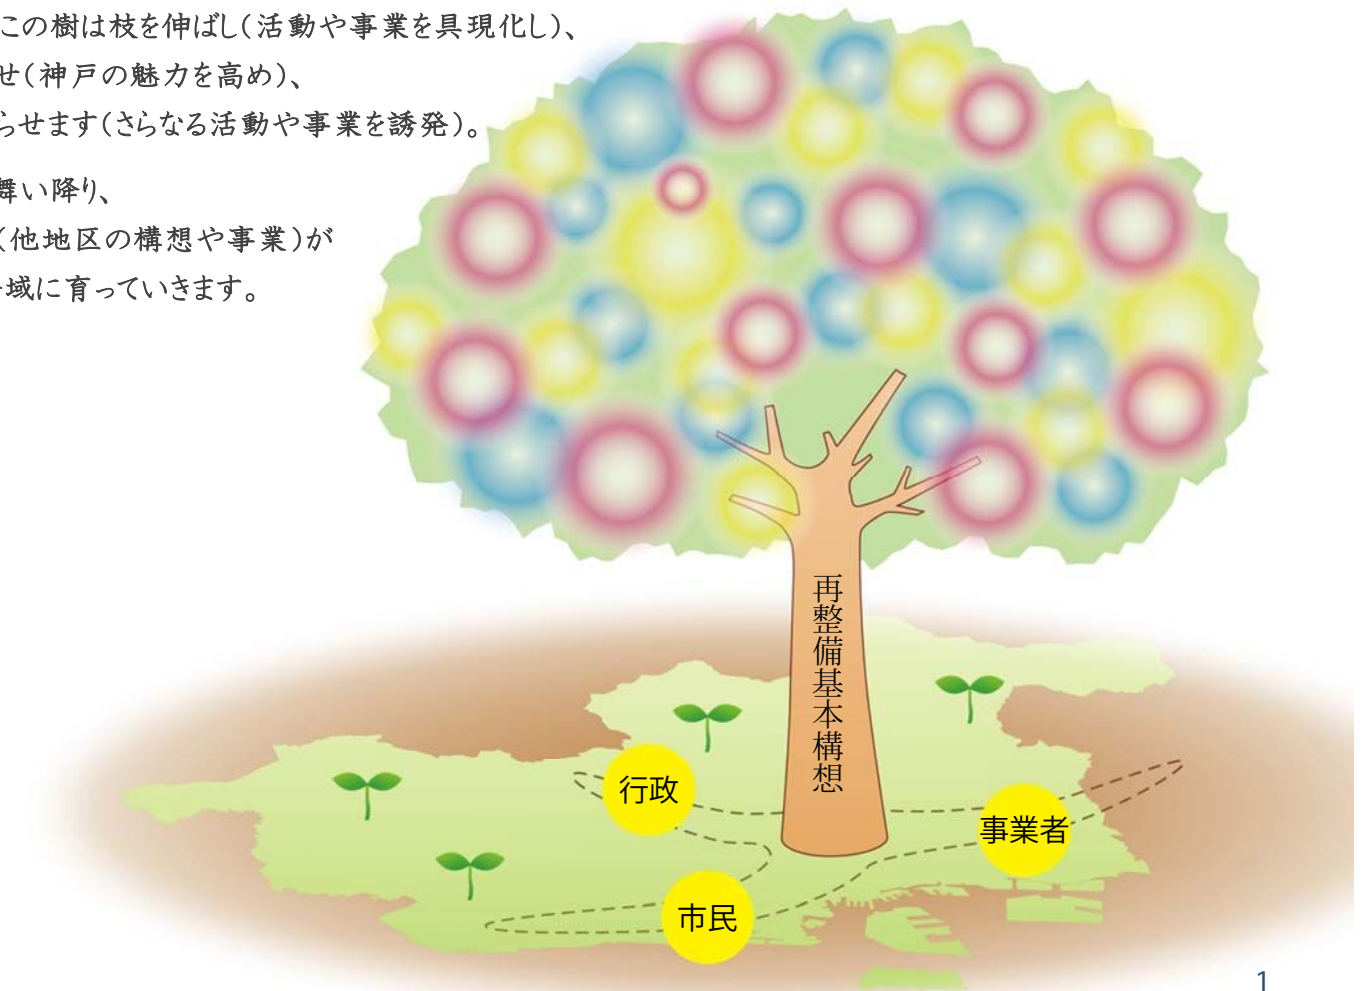 この樹は枝を伸ばし(活動や事業を具現化し)、
せ(神戸の魅力を高め)、
らせます(さらなる活動や事業を誘発)。
舞い降り、
(他地区の構想や事業)が
域に育っていきます。
再整備基本構想
行政
事業者
市民
1